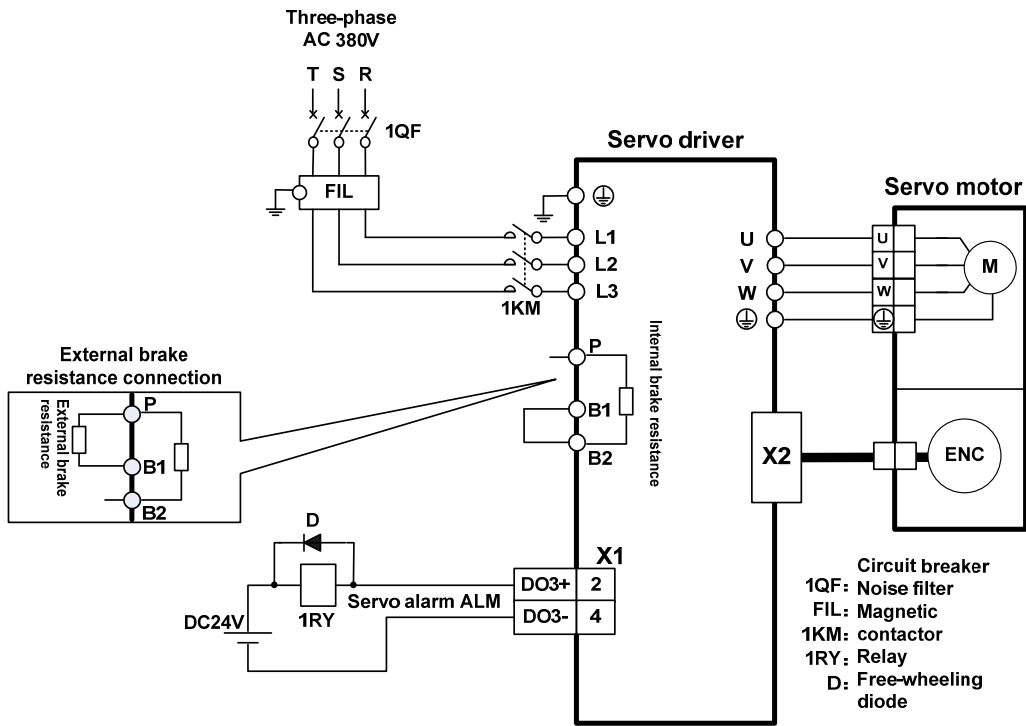 Three-phase
AC 380V
T S R
1QF
FIL
Servo driver
Servo motor
L1
L2
L3
1KM
U
V
W
U
V
W
M
P
B1
B2
Internal brake resistance
External brake
resistance connection
External brake
resistance
P
B1
B2
X2
ENC
D
1RY
DC24V
Servo alarm ALM
X1
DO3+ 2
DO3- 4
Circuit breaker
1QF: Noise filter
FIL: Magnetic
1KM: contactor
1RY: Relay
D: Free-wheeling
diode